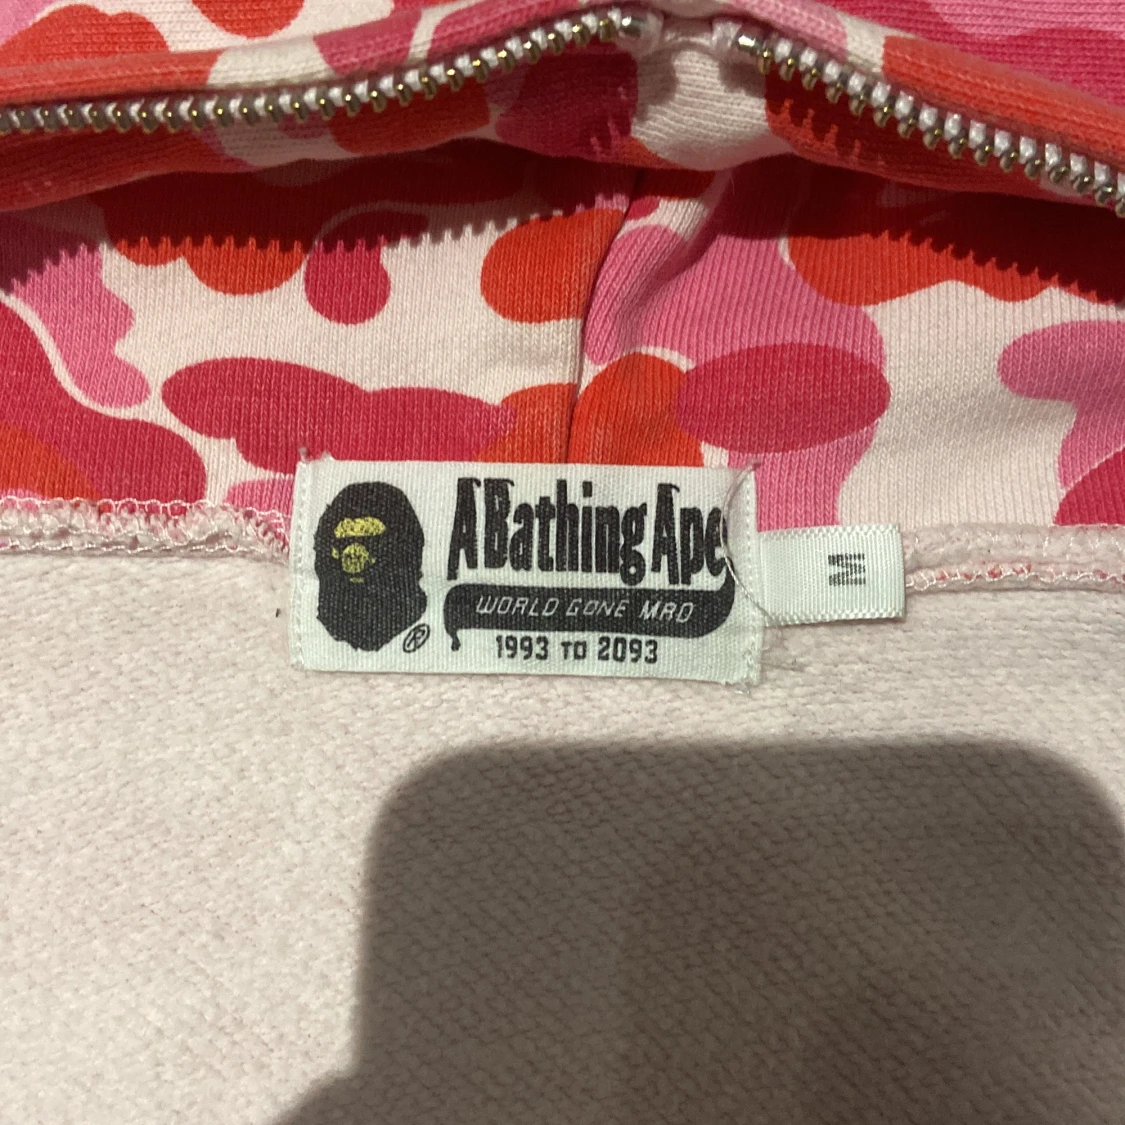 A Bathing Ape
WORLD GONE MAD
1993 TO 2093
®
M